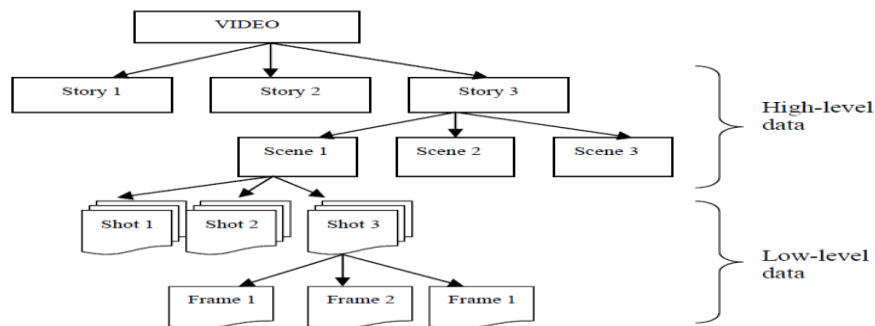 VIDEO
Story 1 Story 2 Story 3
High-level
data
Scene 1 Scene 2 Scene 3
Shot 1 Shot 2 Shot 3
Low-level
data
Frame 1 Frame 2 Frame 1